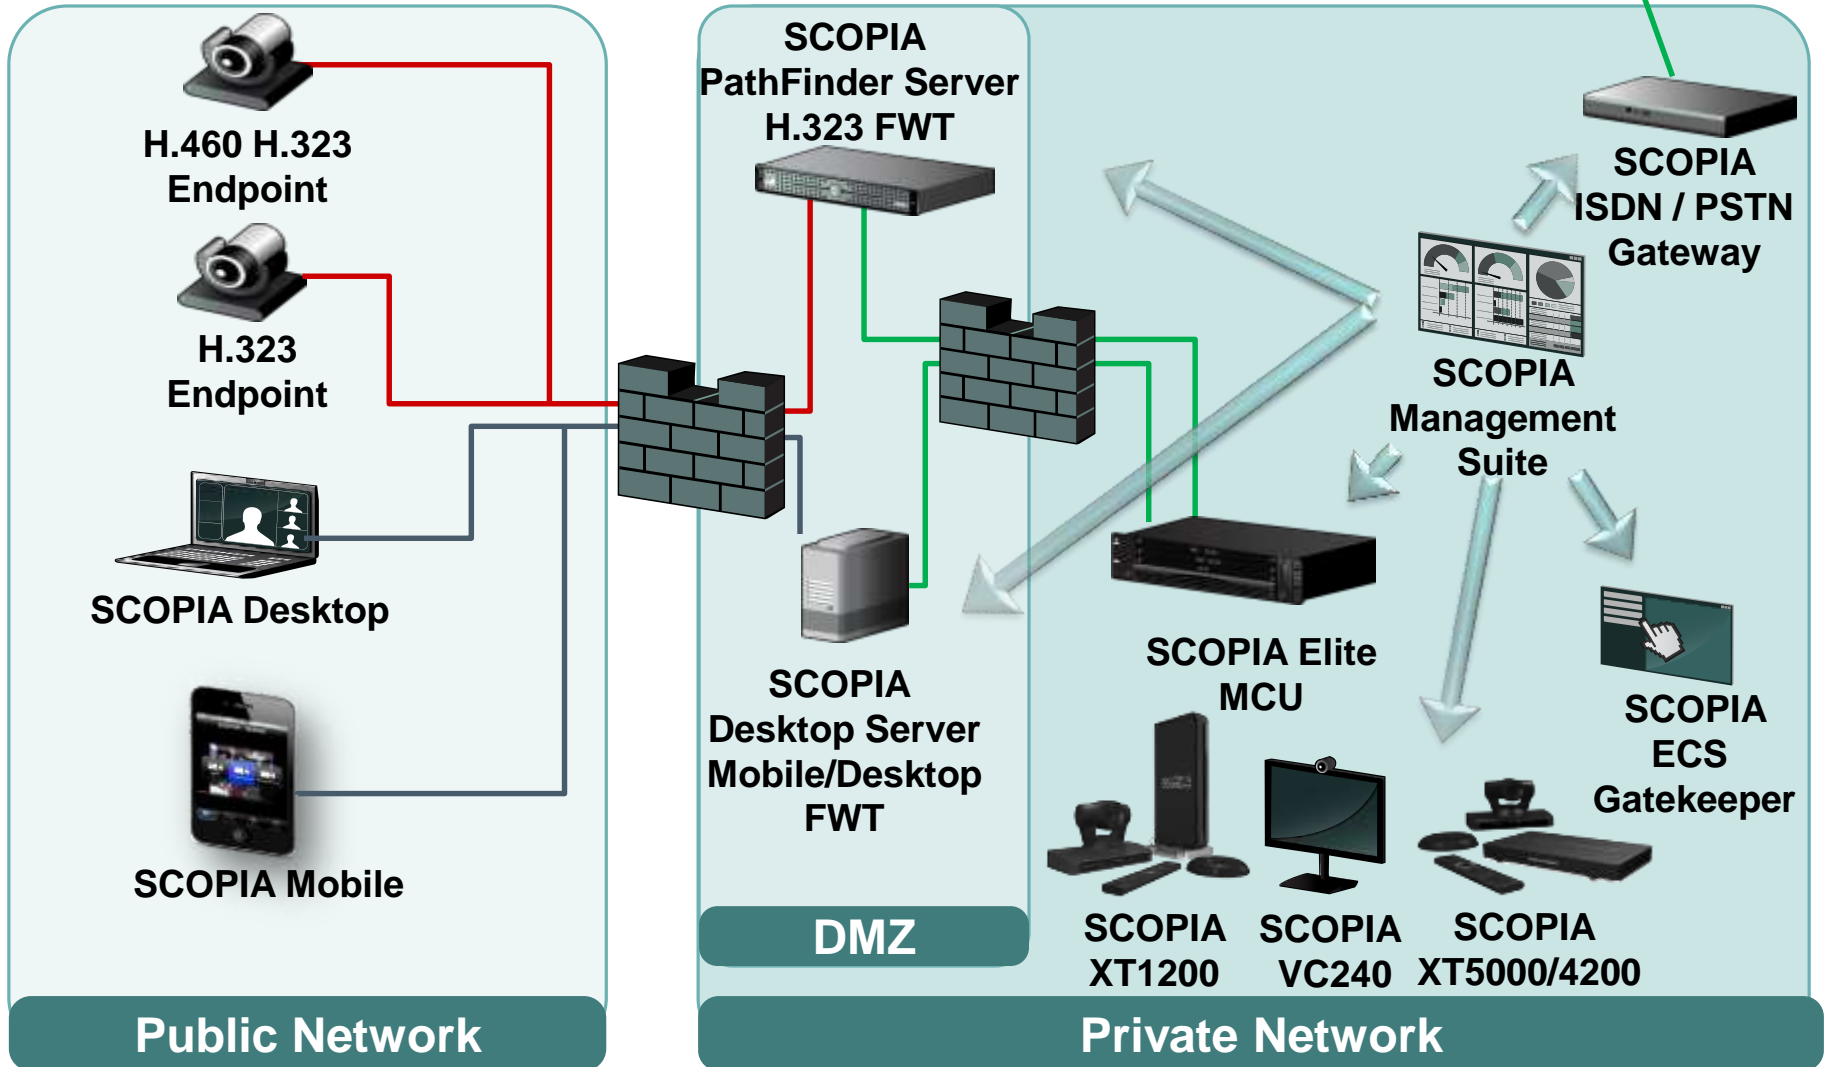 H.460 H.323
Endpoint
H.323
Endpoint
SCOPIA Desktop
SCOPIA Mobile
Public Network
SCOPIA
PathFinder Server
H.323 FWT
SCOPIA
Desktop Server
Mobile/Desktop
FWT
DMZ
SCOPIA
ISDN / PSTN
Gateway
SCOPIA
Management
Suite
SCOPIA Elite
MCU
SCOPIA
ECS
Gatekeeper
SCOPIA
XT1200
SCOPIA
VC240
SCOPIA
XT5000/4200
Private Network